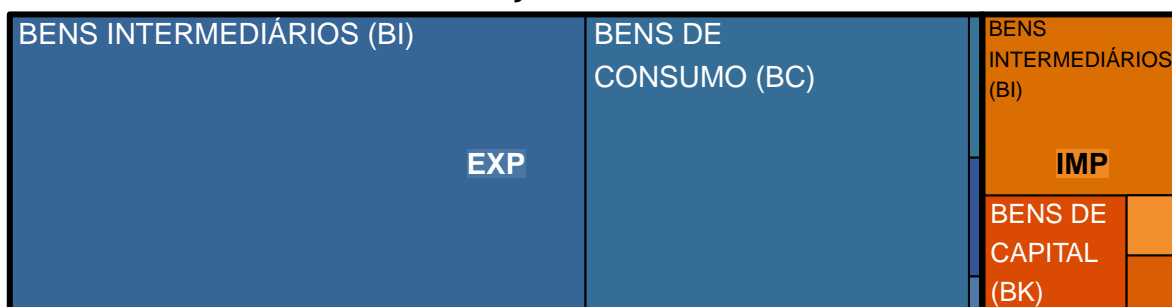 BENS INTERMEDIÁRIOS (BI)
BENS DE
CONSUMO (BC)
EXP
BENS
INTERMEDIÁRIOS
(BI)
IMP
BENS DE
CAPITAL
(BK)